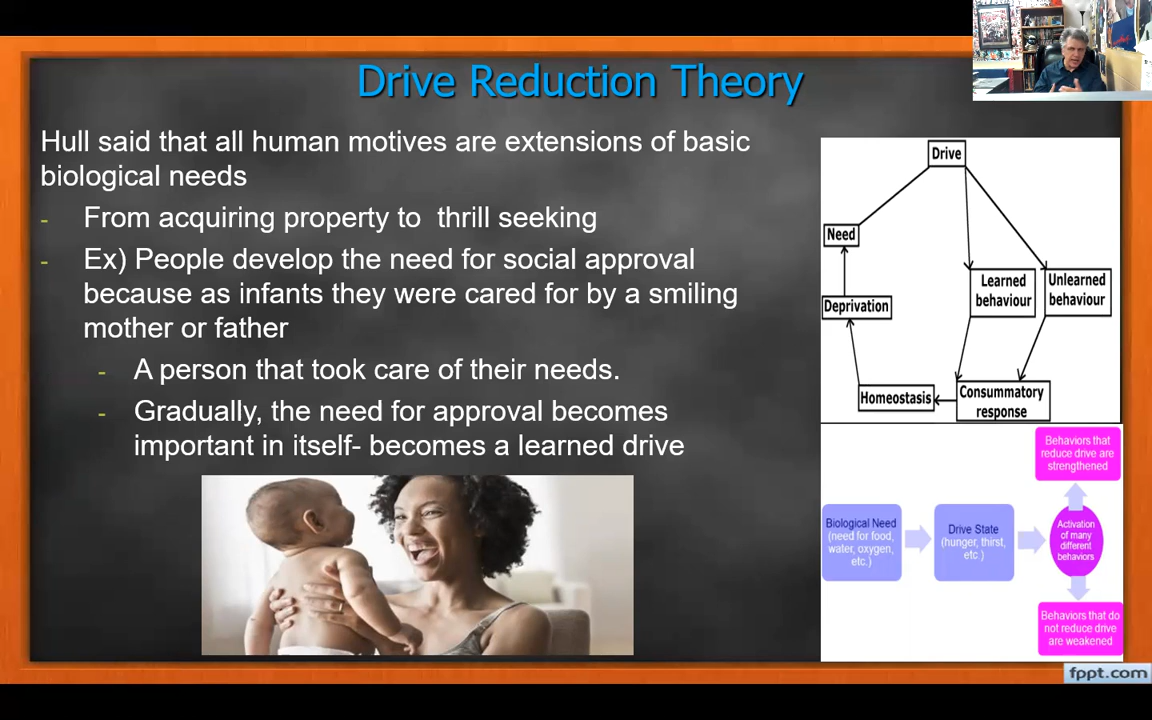 Drive Reduction Theory
Hull said that all human motives are extensions of basic
biological needs
- From acquiring property to thrill seeking
- Ex) People develop the need for social approval
because as infants they were cared for by a smiling
mother or father
- A person that took care of their needs.
- Gradually, the need for approval becomes
important in itself- becomes a learned drive
Drive
Need
Learned
behaviour
Unlearned
behaviour
Deprivation
Homeostasis
Consummatory
response
Behaviors that
reduce drive are
strengthened
Biological Need
(need for food,
water, oxygen,
etc.)
Drive State
(hunger, thirst,
etc.)
Activation
of many
different
behaviors
Behaviors that do
not reduce drive
are weakened
fppt.com